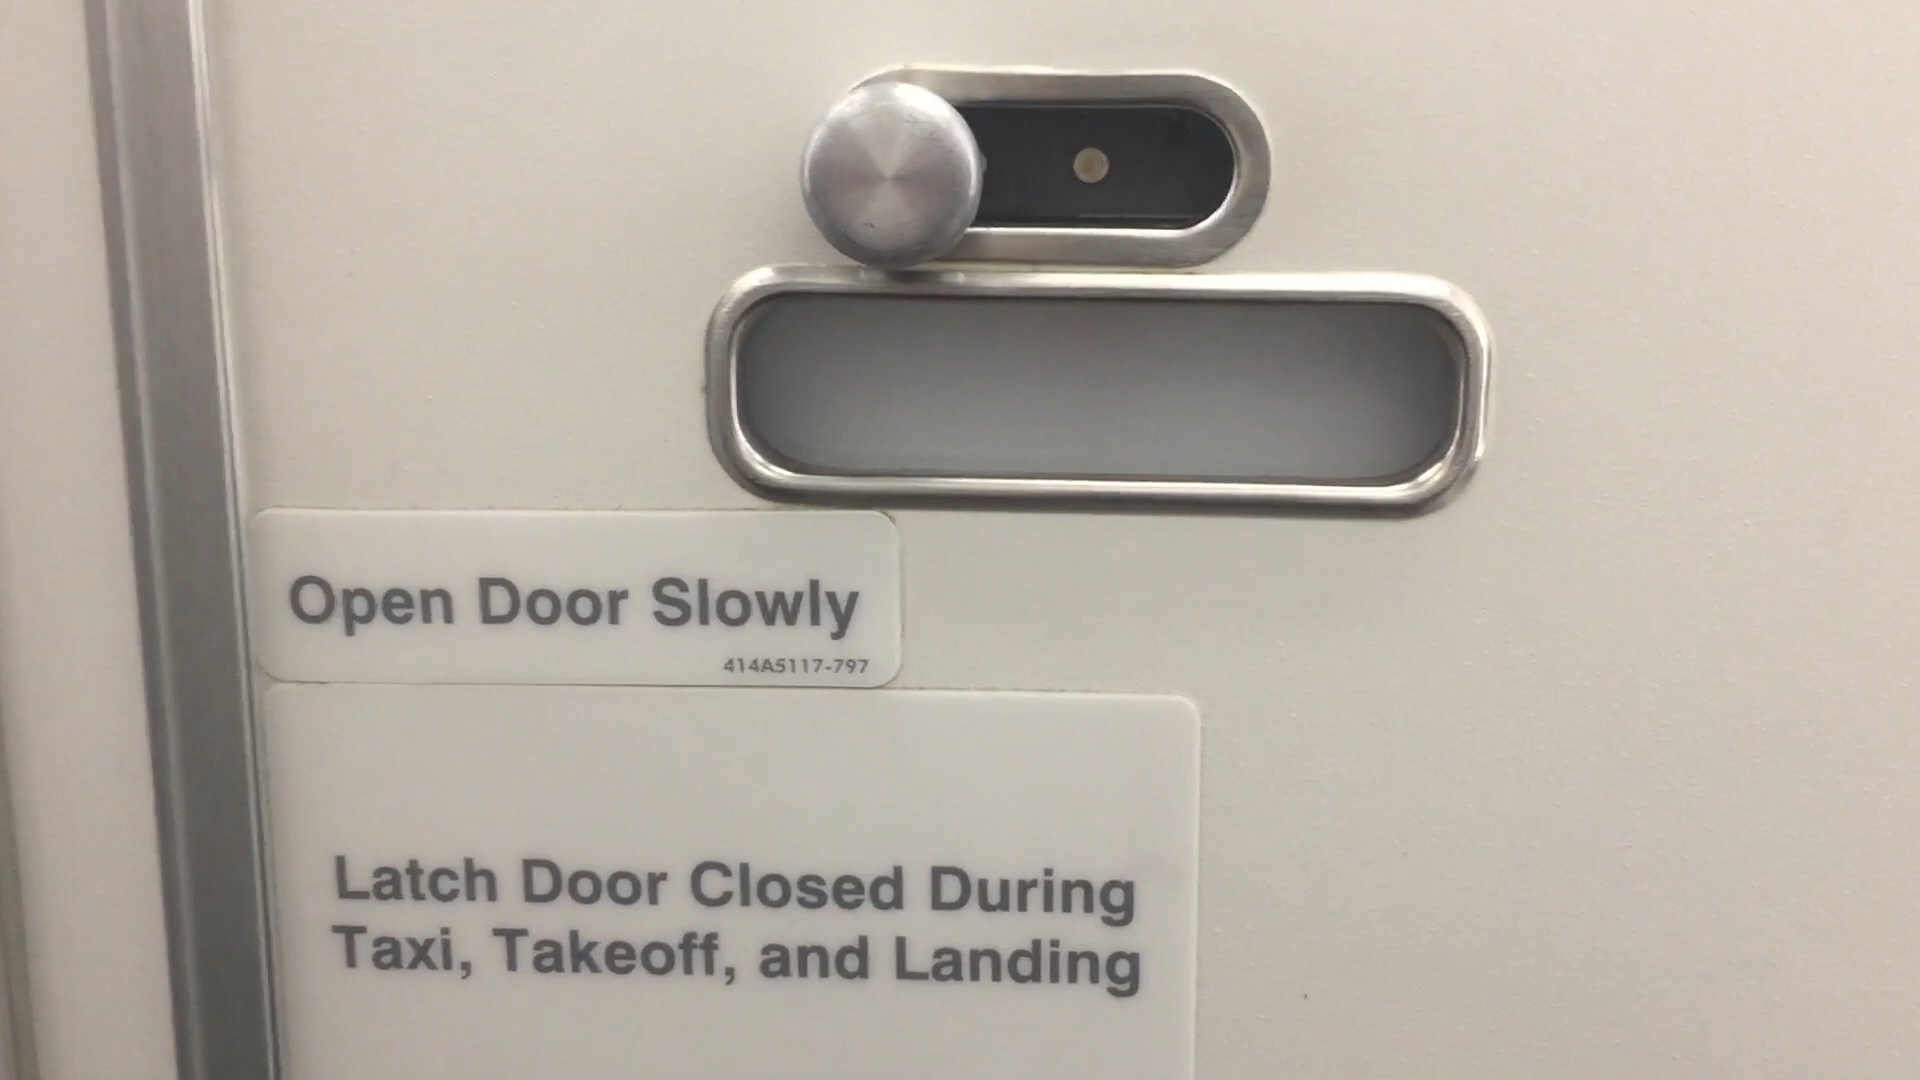 Open Door Slowly
414A5117-797
Latch Door Closed During
Taxi, Takeoff, and Landing